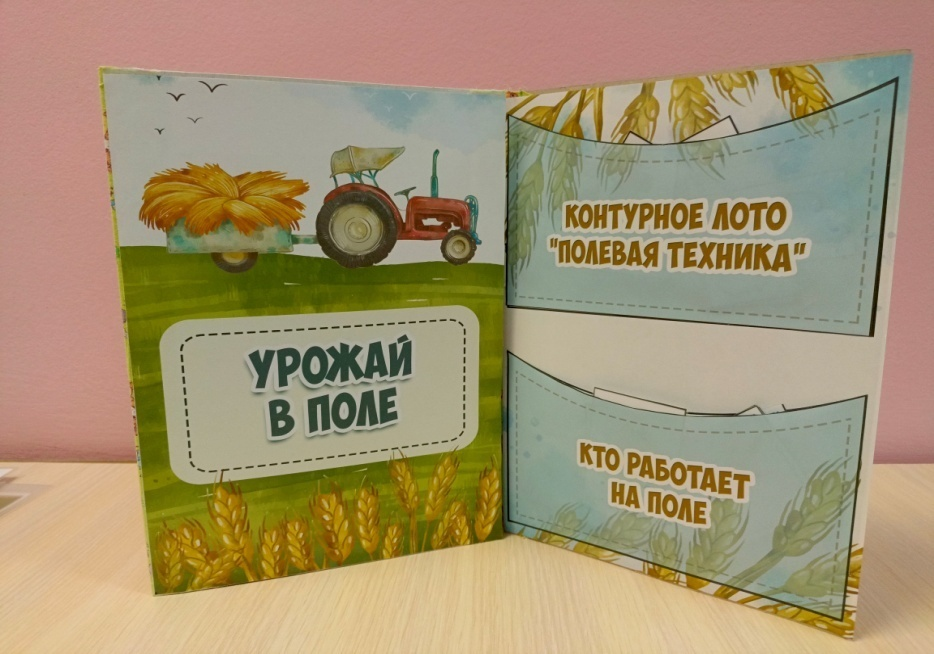 УРОЖАЙ
В ПОЛЕ
КОНТУРНОЕ ЛОТО
"ПОЛЕВАЯ ТЕХНИКА"
КТО РАБОТАЕТ
НА ПОЛЕ